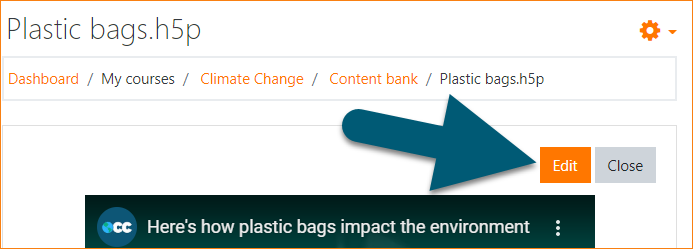 Plastic bags.h5p
Dashboard / My courses / Climate Change / Content bank / Plastic bags.h5p
Edit Close
CC Here's how plastic bags impact the environment